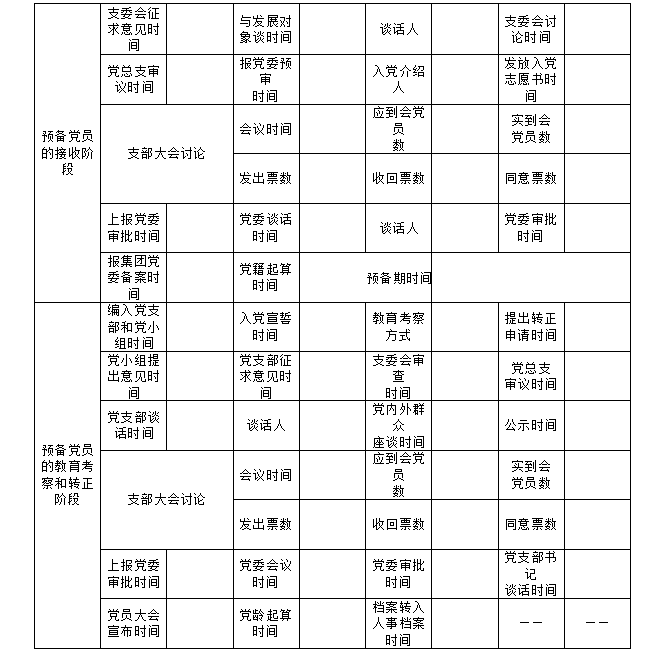 预备党员
的接收阶
段
支委会征
求意见时
间
与发展对
象谈时间
谈话人
支委会讨
论时间
党总支审
议时间
报党委预
审
时间
入党介绍
人
发放入党
志愿书时
间
支部大会讨论
会议时间
应到会党
员
数
实到会
党员数
发出票数
收回票数
同意票数
上报党委
审批时间
党委谈话
时间
谈话人
党委审批
时间
报集团党
委备案时
间
党籍起算
时间
预备期时间
预备党员
的教育考
察和转正
阶段
编入党支
部和党小
组时间
入党宣誓
时间
教育考察
方式
提出转正
申请时间
党小组提
出意见时
间
党支部征
求意见时
间
支委会审
查
时间
党总支
审议时间
党支部谈
话时间
谈话人
党内外群
众
座谈时间
公示时间
支部大会讨论
会议时间
应到会党
员
数
实到会
党员数
发出票数
收回票数
同意票数
上报党委
审批时间
党委会议
时间
党委审批
时间
党支部书
记
谈话时间
党员大会
宣布时间
党龄起算
时间
档案转入
人事档案
时间
——
——